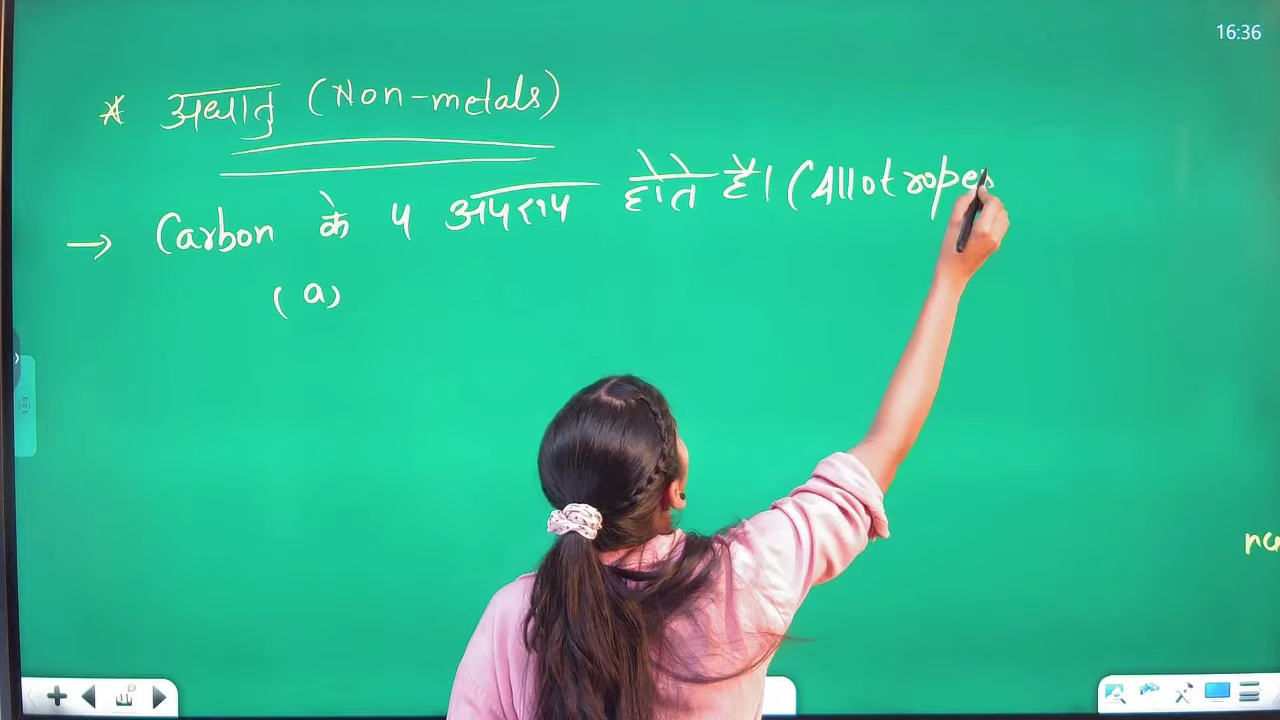 16:36
* अधातु (Non-metals)
→ Carbon के 4 अपरूप होते है। (Allotropes
(a)